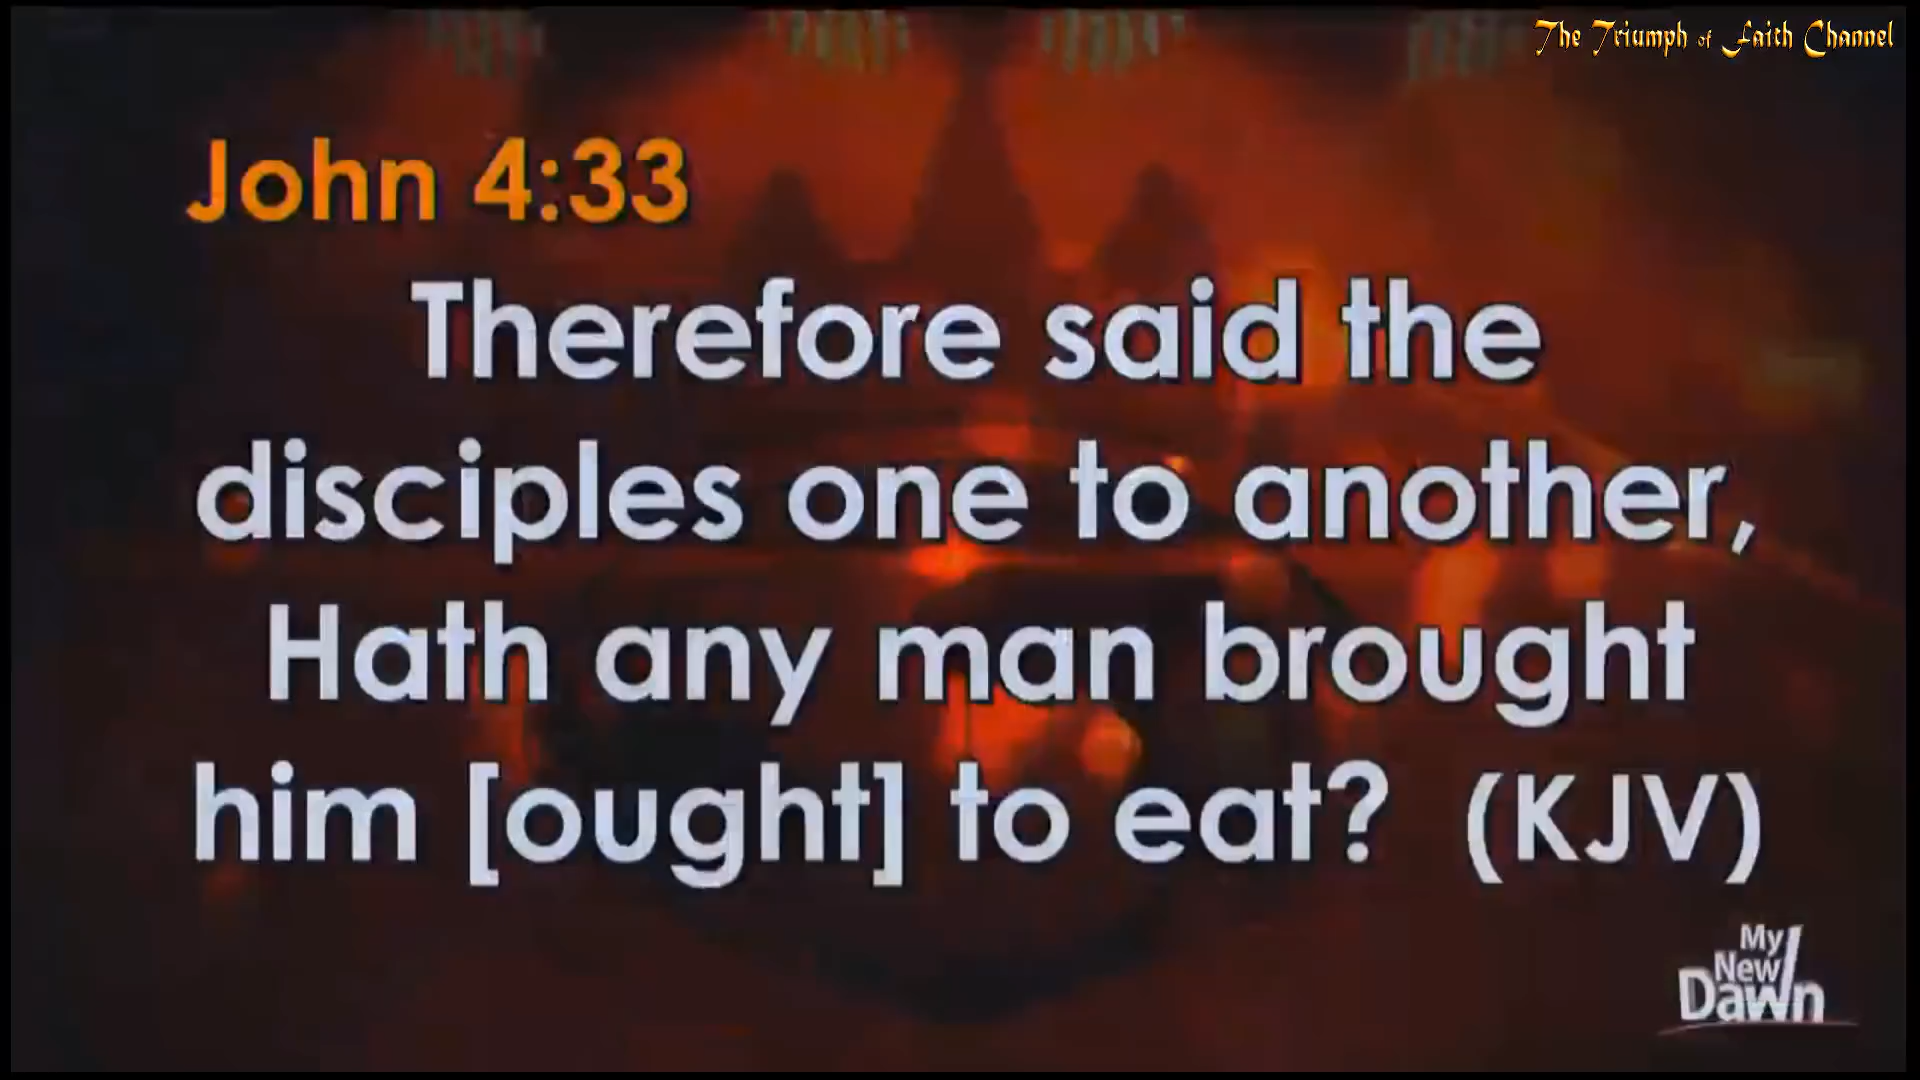 The Triumph of Faith Channel
John 4:33
Therefore said the
disciples one to another,
Hath any man brought
him [ought] to eat? (KJV)
My
New
Dawn